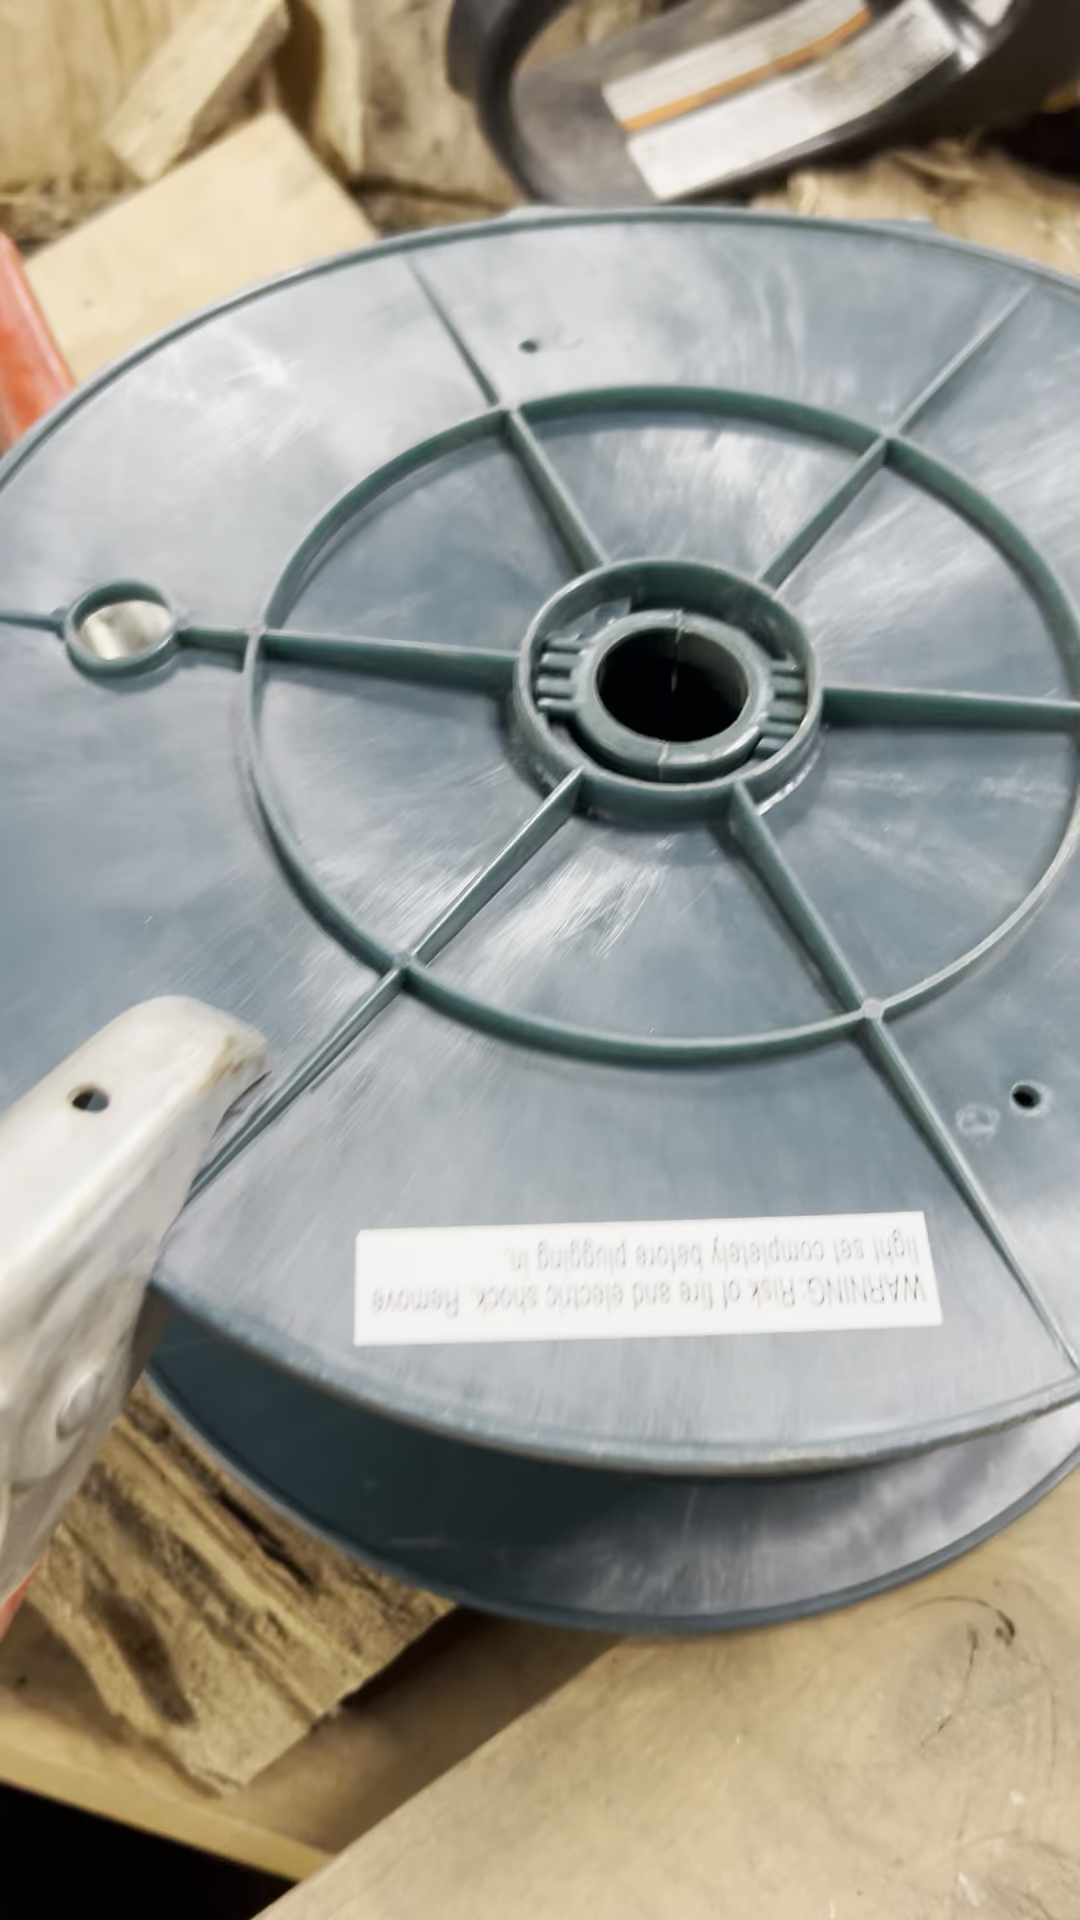 WARNING: Risk of fire and electric shock. Remove
light set completely before plugging in.